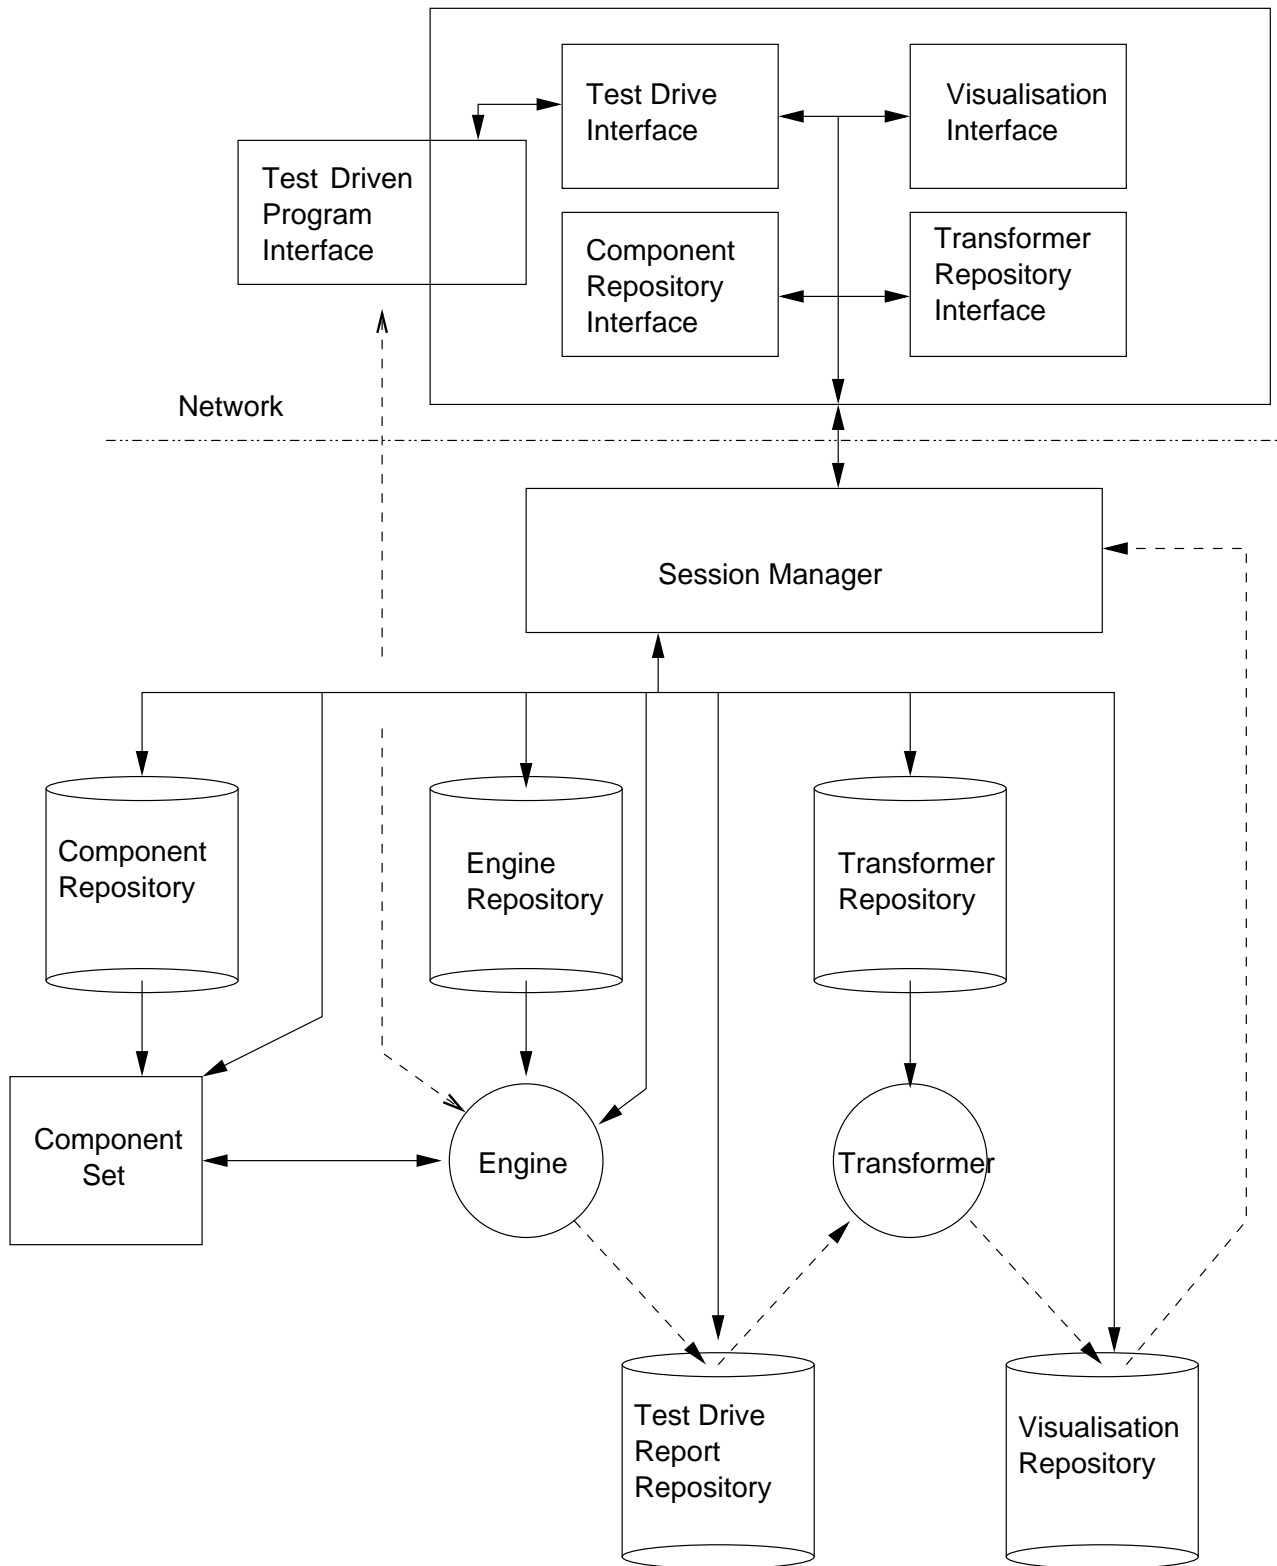 Test Drive
Interface
Visualisation
Interface
Test Driven
Program
Interface
Component
Repository
Interface
Transformer
Repository
Interface
Network
Session Manager
Component
Repository
Engine
Repository
Transformer
Repository
Component
Set
Engine
Transformer
Test Drive
Report
Repository
Visualisation
Repository